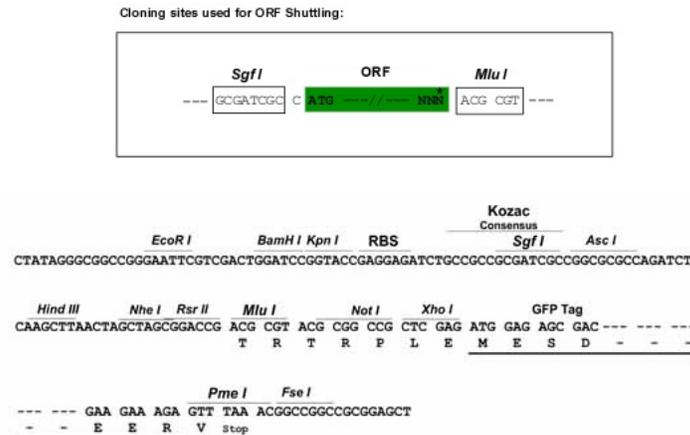 Cloning sites used for ORF Shuttling:
Sgf I ORF Mlu I
--- GCGATCGC C ATG ---//--- NNN* ACG CGT ---
Kozac
Consensus
EcoR I BamH I Kpn I RBS Sgf I Asc I
CTATAGGGCGGCCGGGAATTCGTCGACTGGATCCGGTACCGAGGAGATCTGCCGCCGCGATCGCCGGCGCGCCAGATCT
Hind III Nhe I Rsr II Mlu I Not I Xho I GFP Tag
CAAGCTTAACTAGCTAGCGGACCG ACG CGT ACG CGG CCG CTC GAG ATG GAG AGC GAC--- --- ---
T R T R P L E M E S D - - -
Pme I Fse I
--- --- GAA GAA AGA GTT TAA ACGGCCGGCCGCGGAGCT
- - E E R V Stop